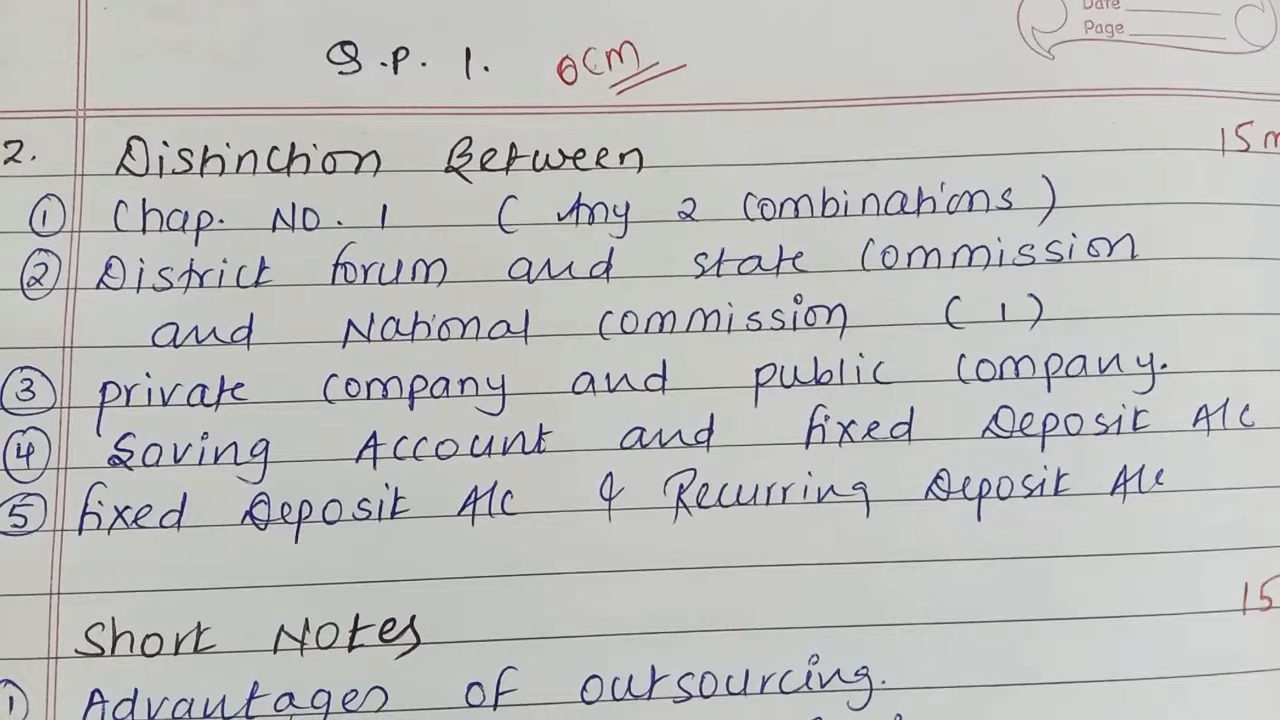 Date
Page
S.P. 1. OCM
2. Distinction Between 15m
① Chap. No. 1 (Any 2 combinations)
② District forum and state commission
and National commission (1)
③ private company and public company.
④ Saving Account and fixed Deposit A/c
⑤ fixed Deposit A/c & Recurring Deposit A/c
Short Notes 15
① Advantages of outsourcing.